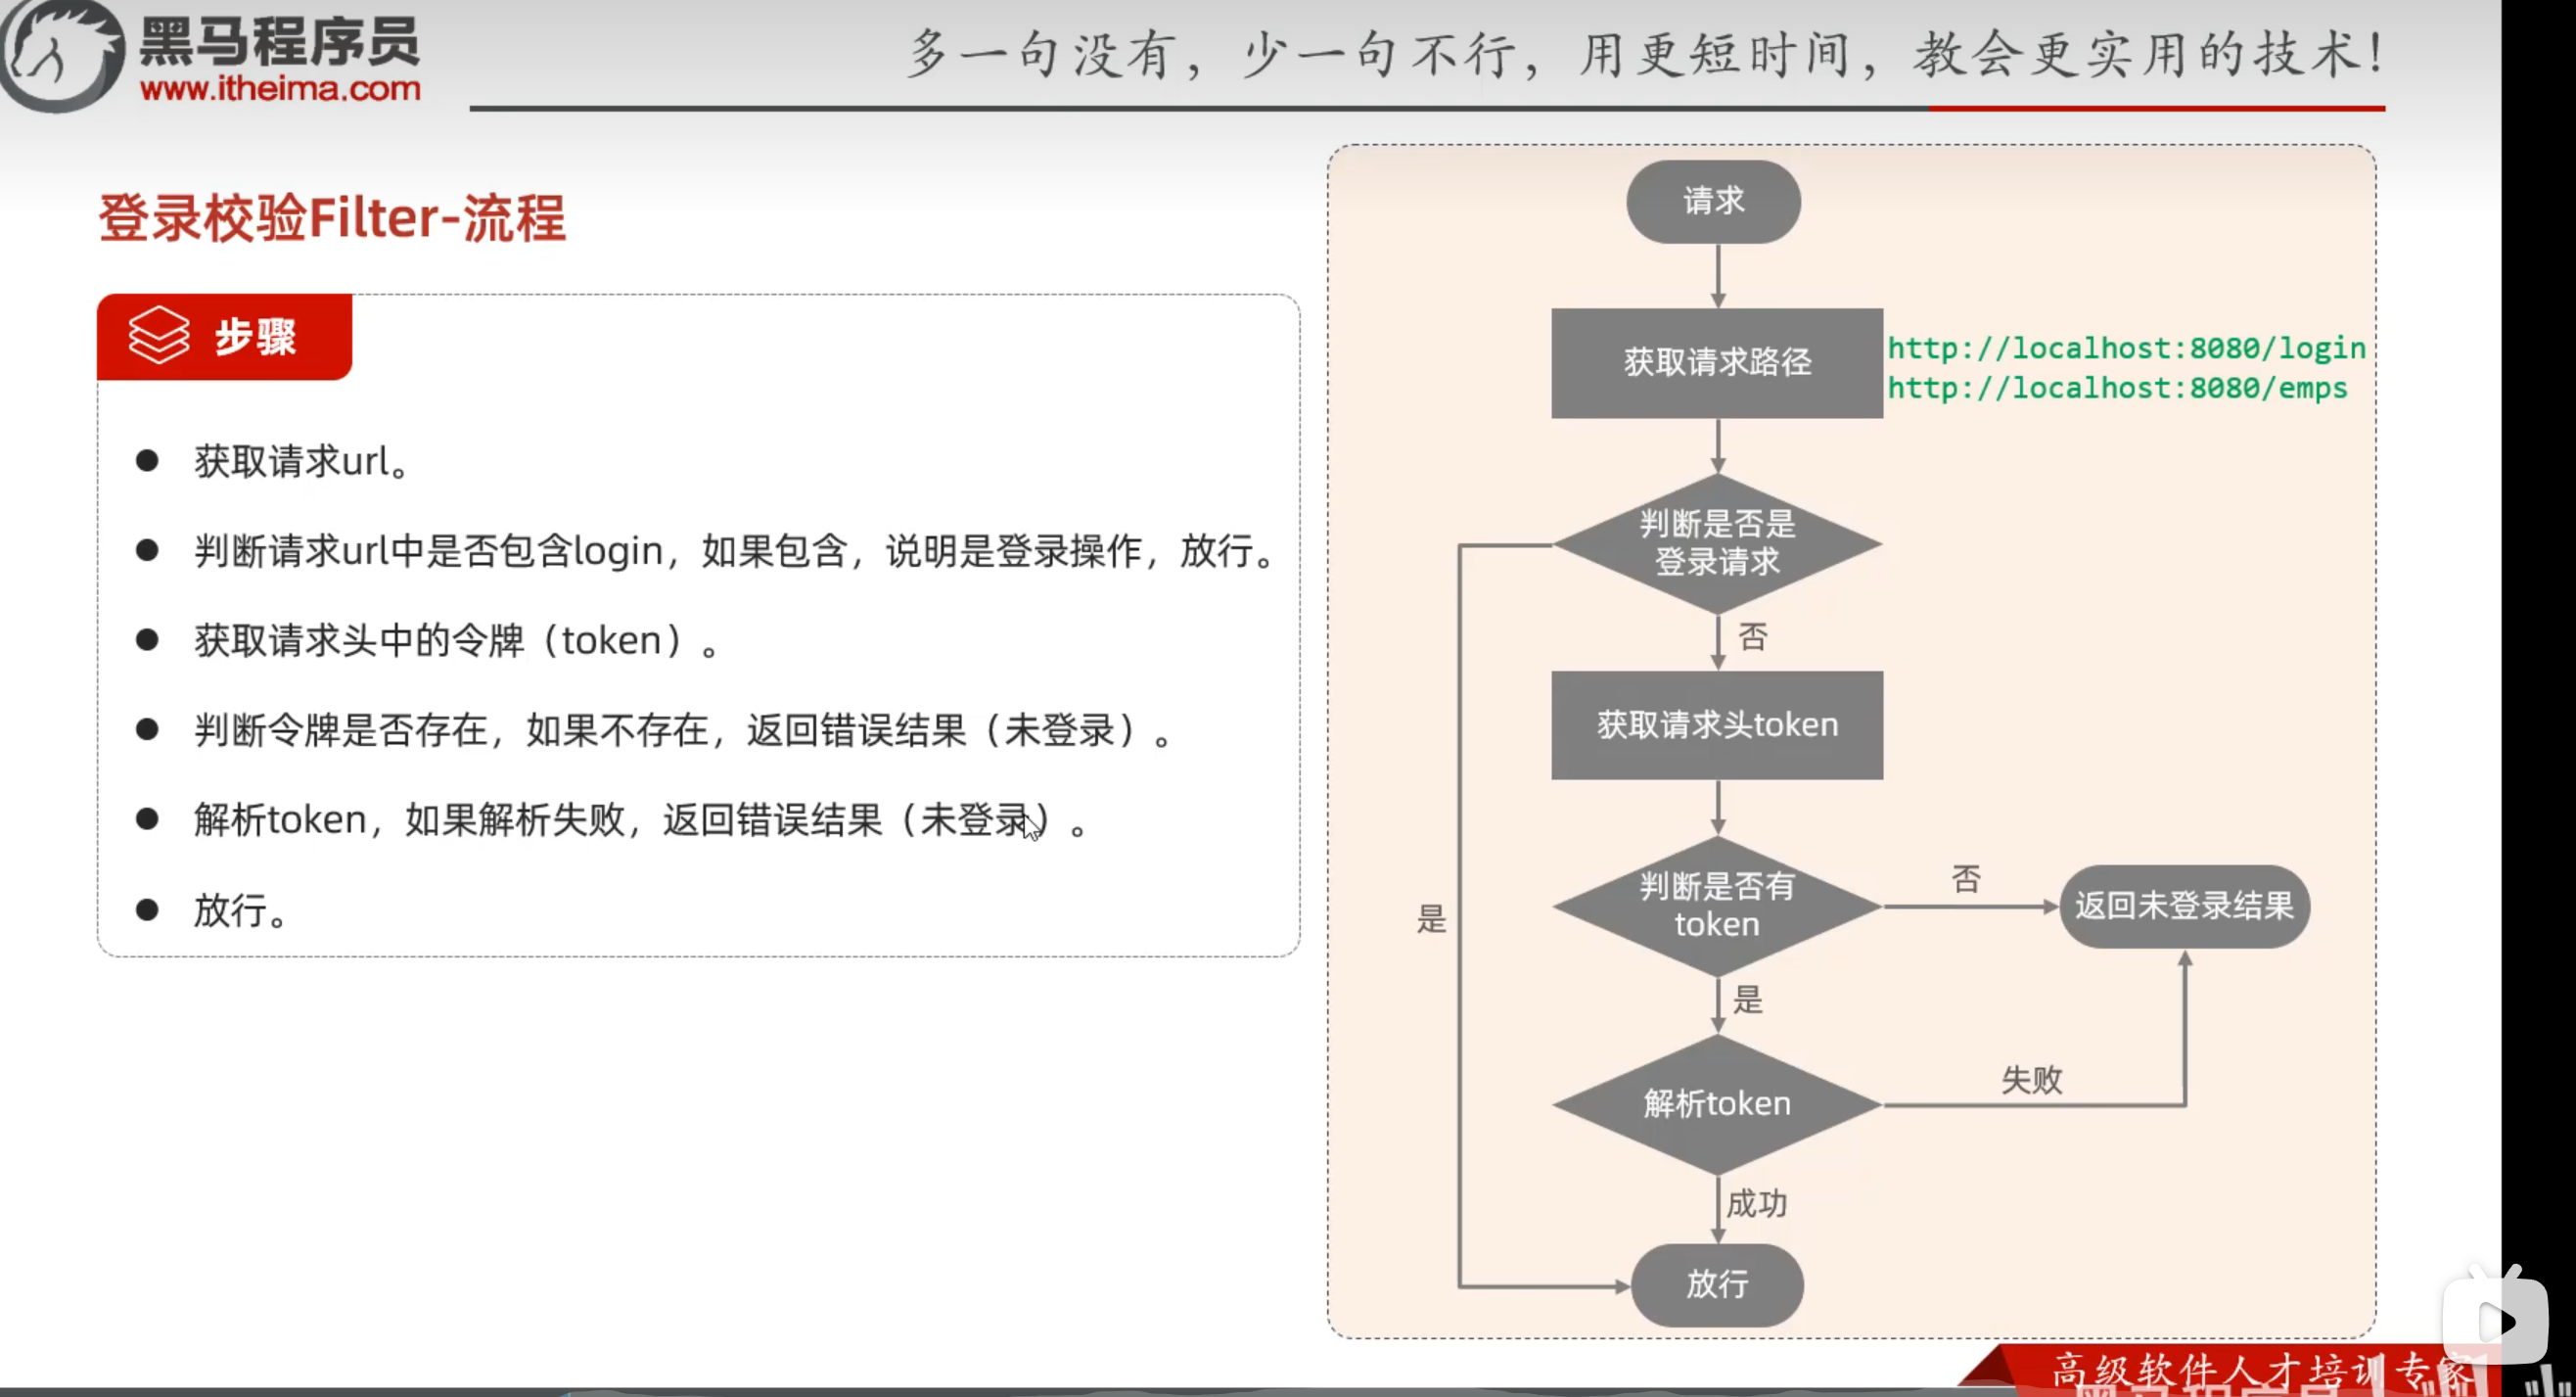 黑马程序员
www.itheima.com
多一句没有，少一句不行，用更短时间，教会更实用的技术！
登录校验Filter-流程
步骤
获取请求url。
判断请求url中是否包含login，如果包含，说明是登录操作，放行。
获取请求头中的令牌（token）。
判断令牌是否存在，如果不存在，返回错误结果（未登录）。
解析token，如果解析失败，返回错误结果（未登录）。
放行。
请求
获取请求路径
http://localhost:8080/login
http://localhost:8080/emps
判断是否是
登录请求
否
获取请求头token
判断是否有
token
否
返回未登录结果
是
是
解析token
失败
成功
放行
高级软件人才培训专家